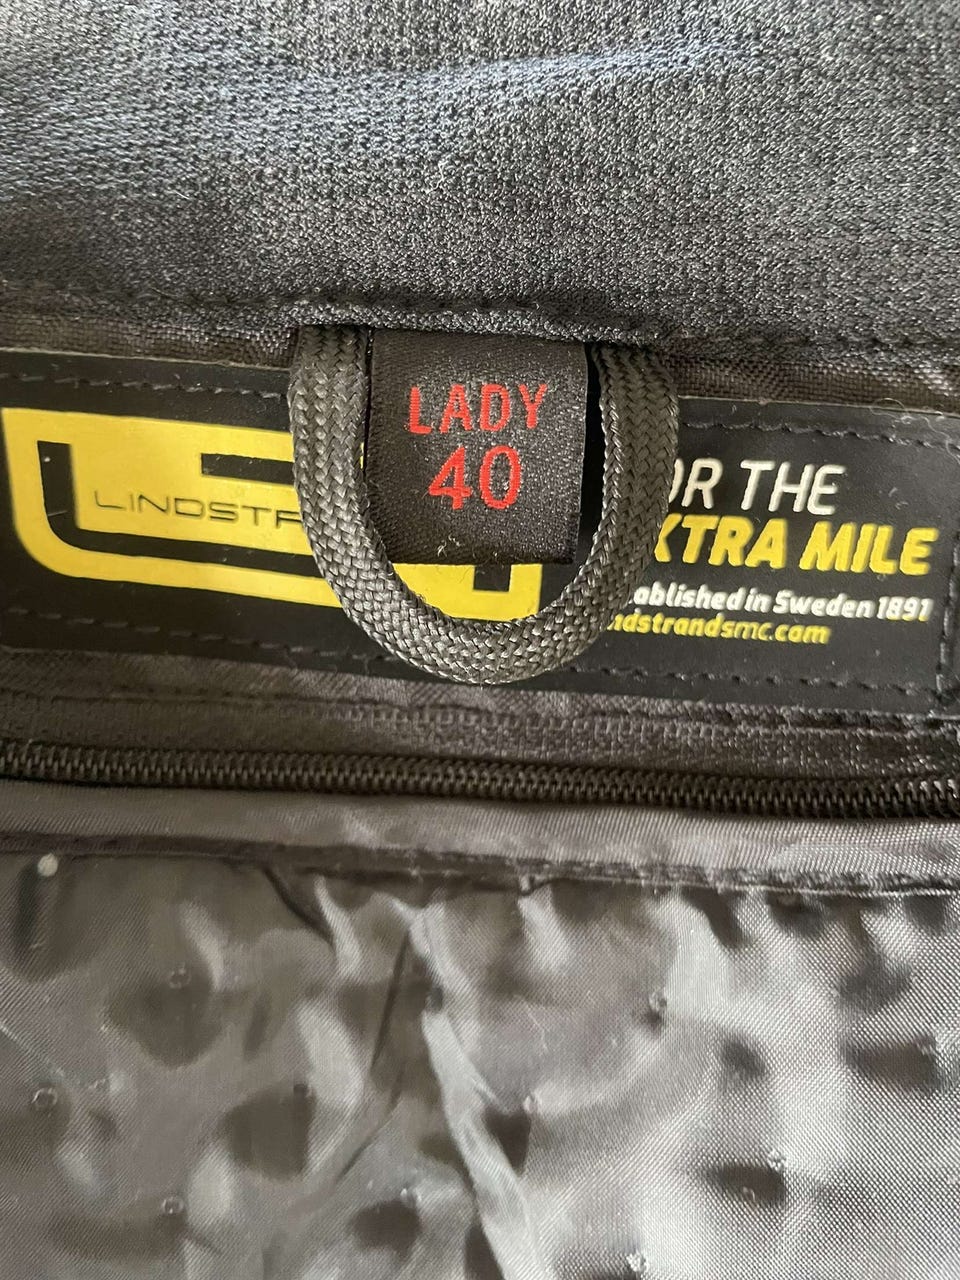 LADY
40
LINDSTR
OR THE
XTRA MILE
ablished in Sweden 1891
ndstrandsmc.com